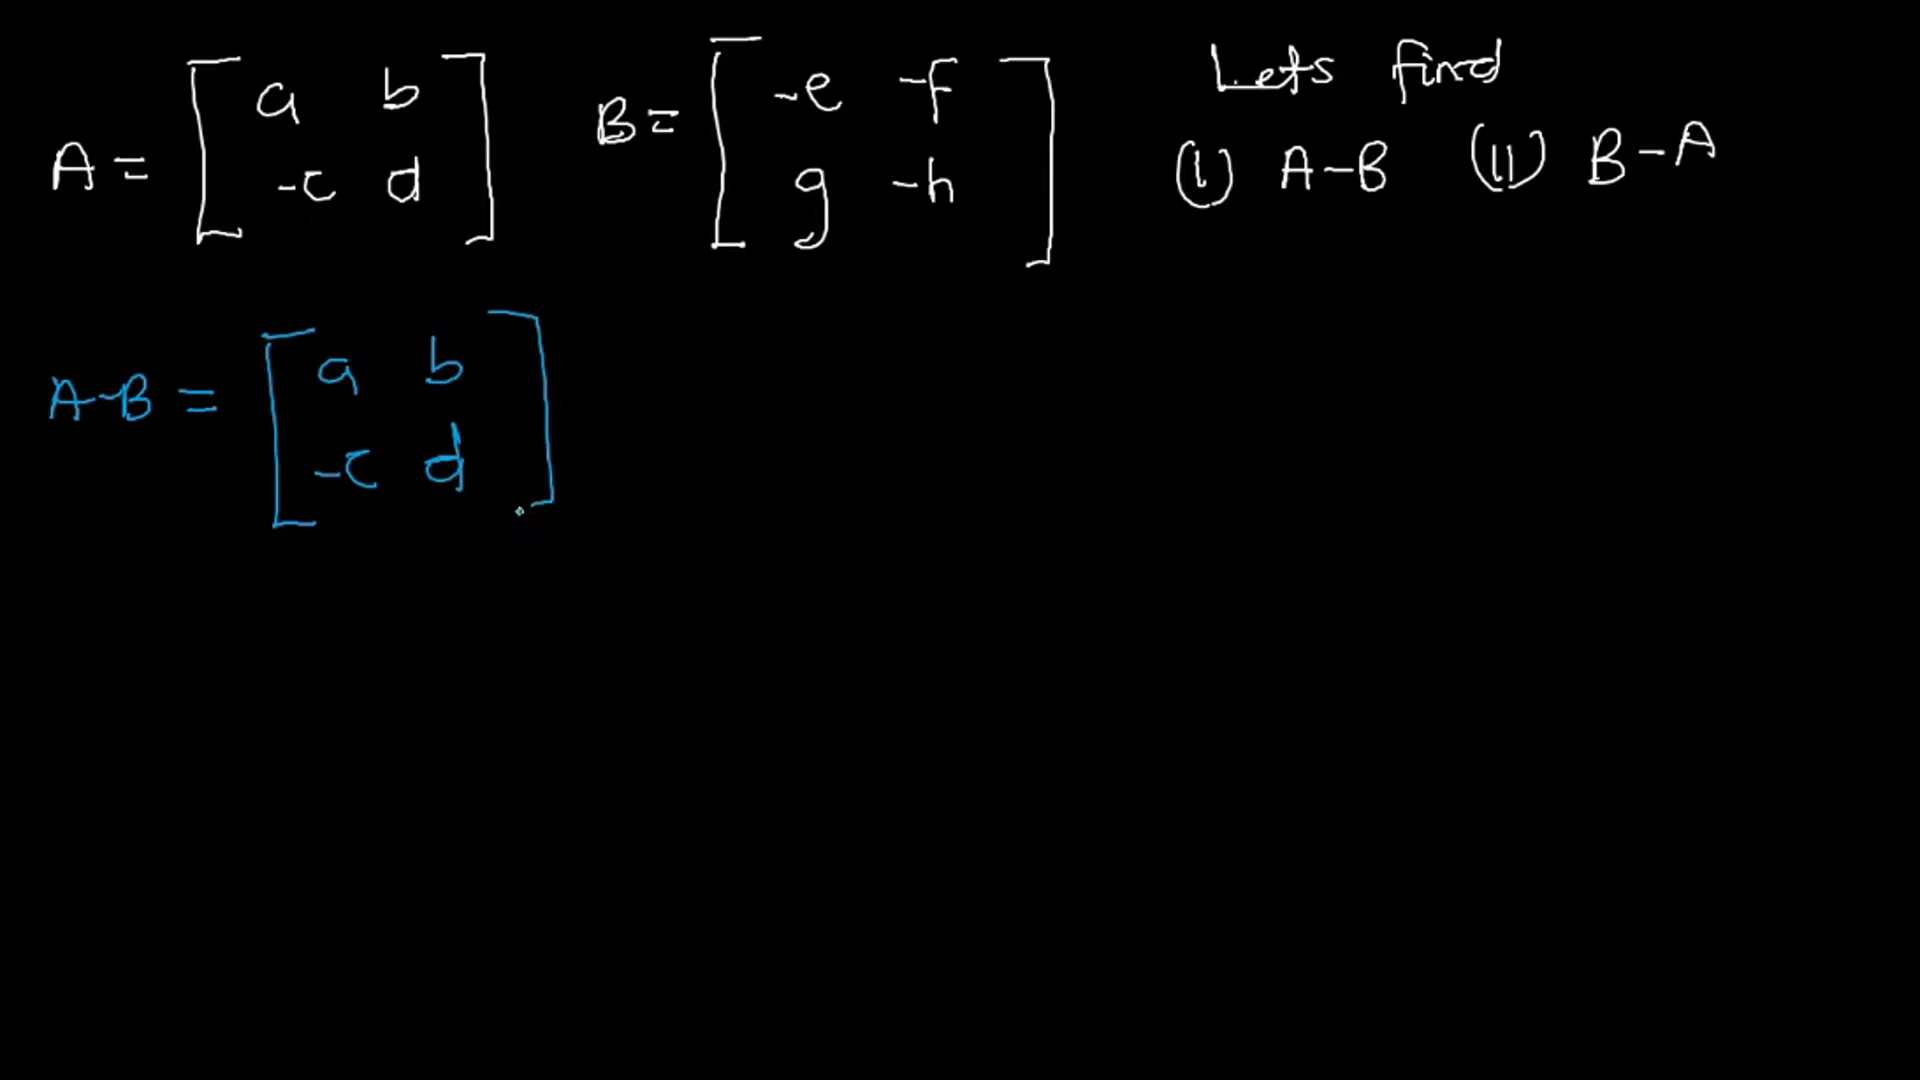 A = [ a b -c d ] B = [ -e -f g -h ] Lets find
(i) A-B (ii) B-A
A-B = [ a b -c d ]